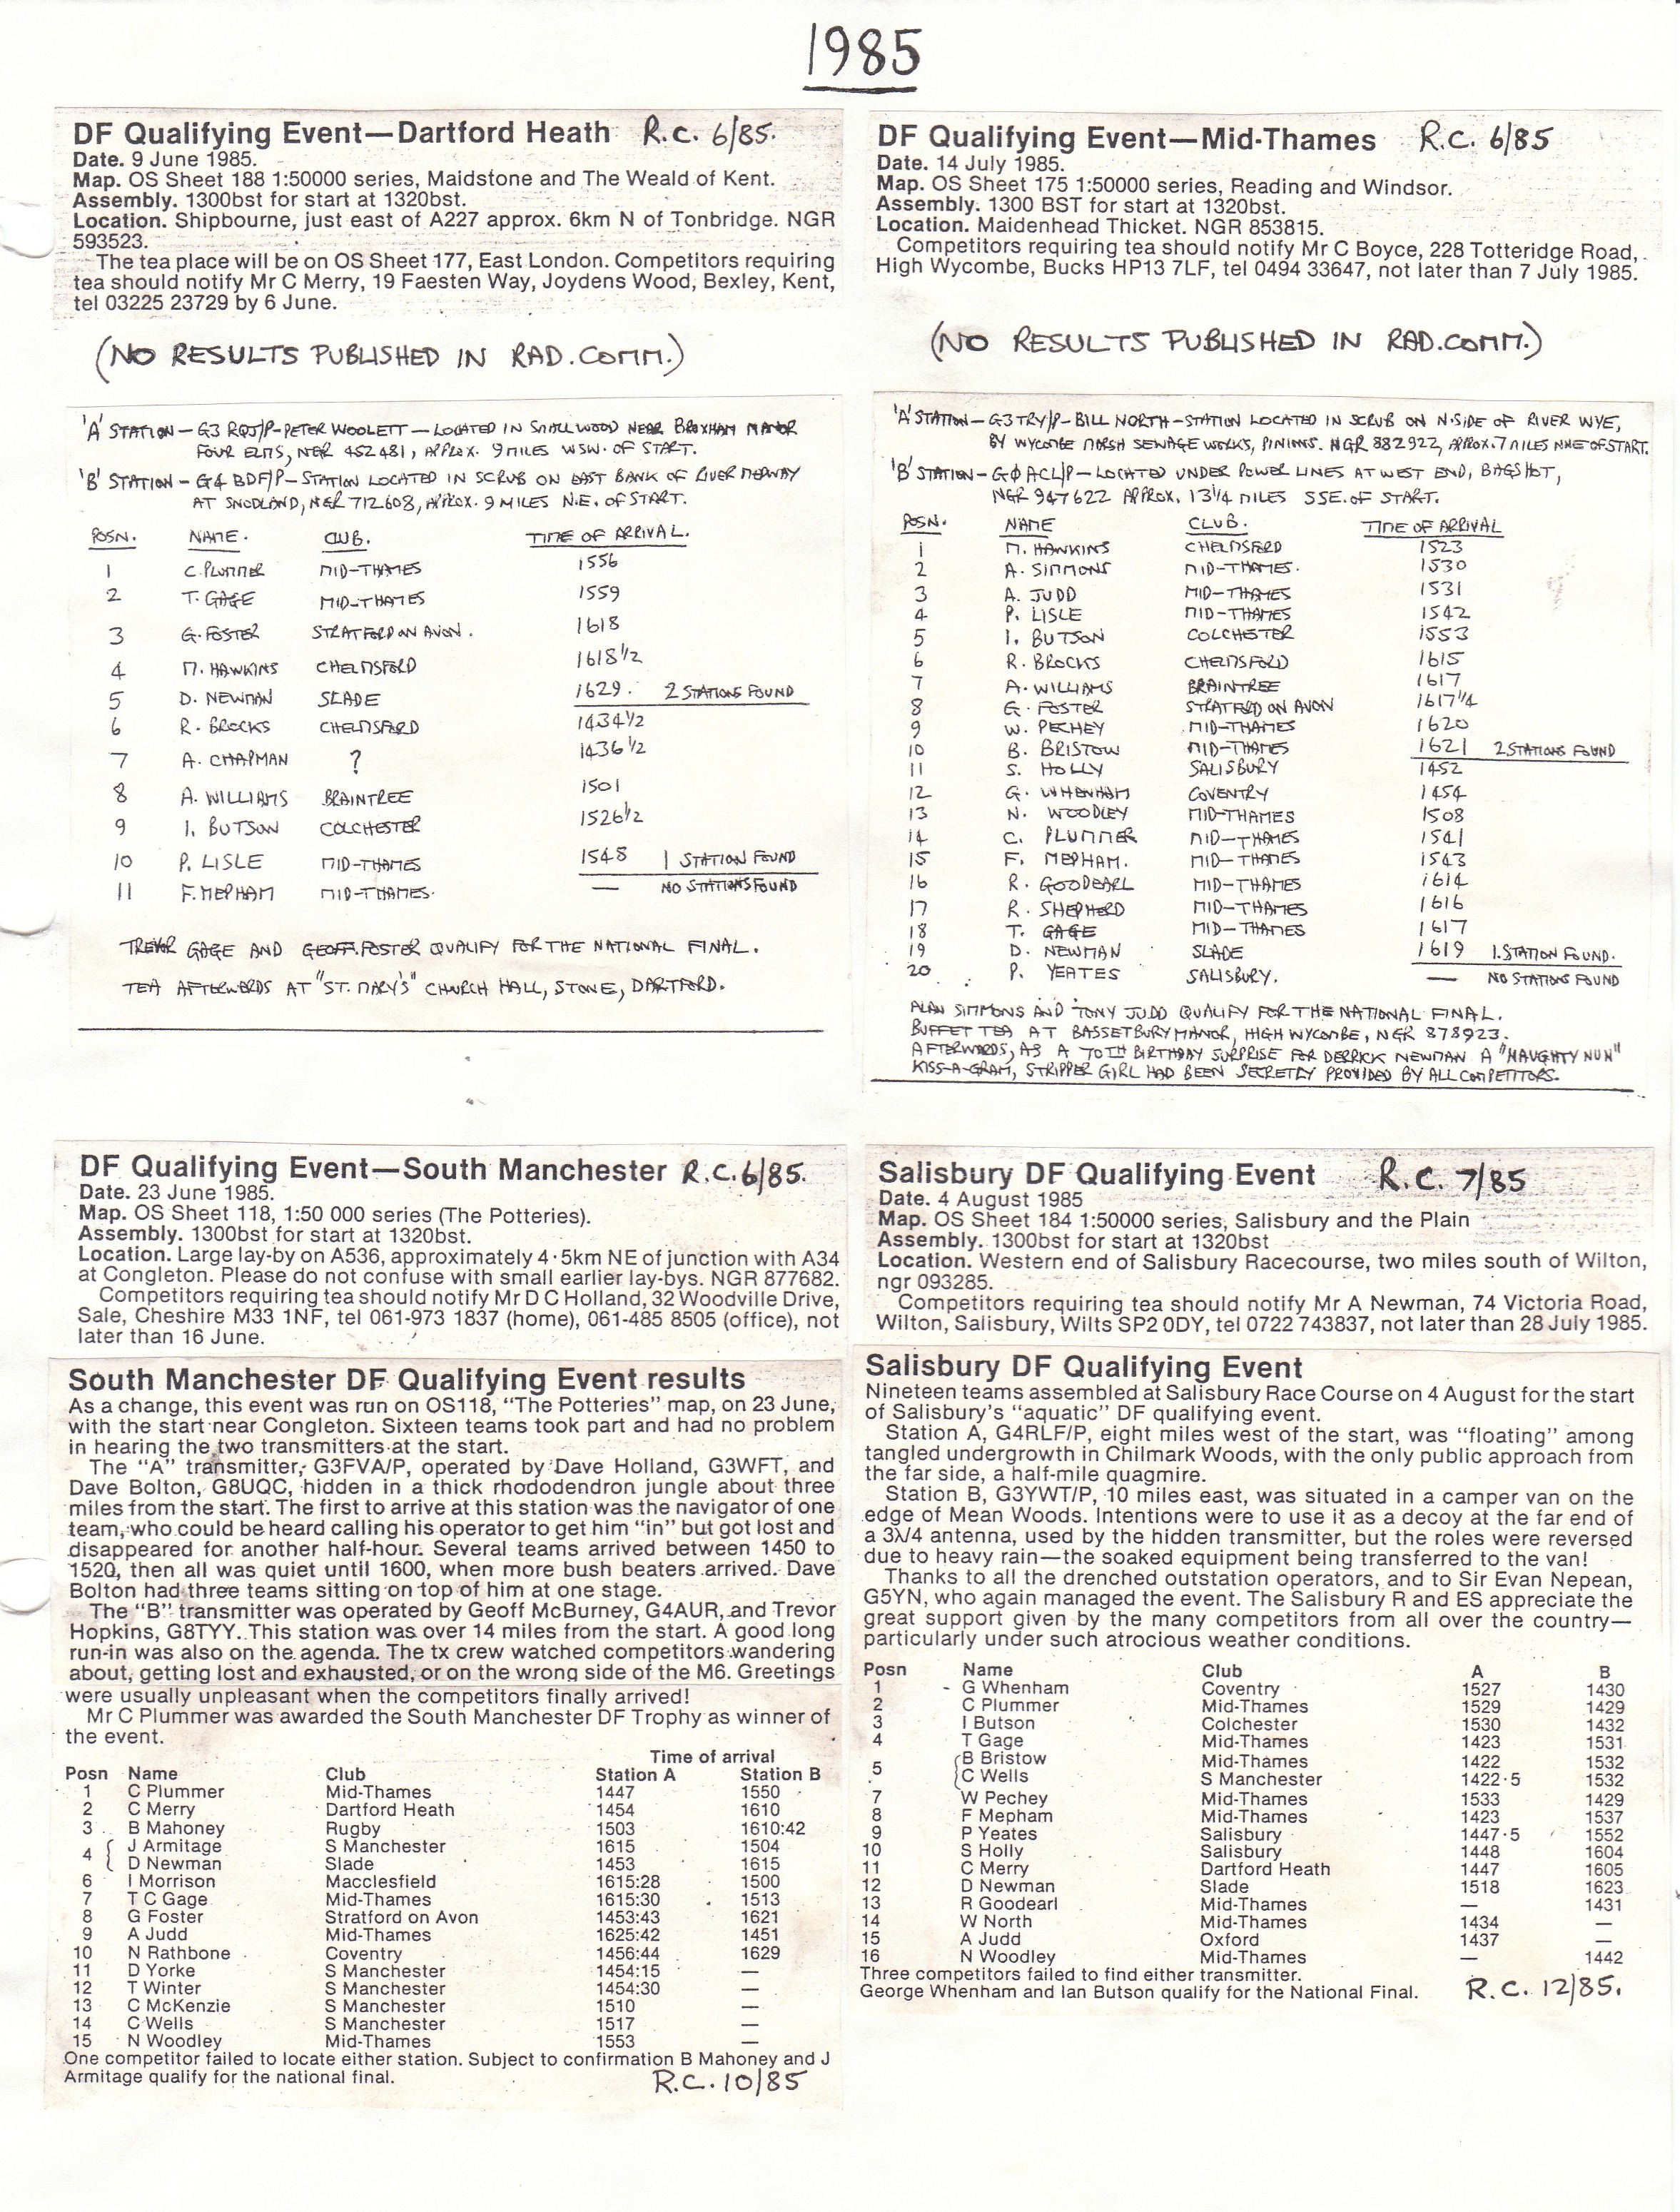 1985
DF Qualifying Event—Dartford Heath R.C. 6/85.
Date. 9 June 1985.
Map. OS Sheet 188 1:50000 series, Maidstone and The Weald of Kent.
Assembly. 1300bst for start at 1320bst.
Location. Shipbourne, just east of A227 approx. 6km N of Tonbridge. NGR
593523.
The tea place will be on OS Sheet 177, East London. Competitors requiring
tea should notify Mr C Merry, 19 Faesten Way, Joydens Wood, Bexley, Kent,
tel 03225 23729 by 6 June.
(NO RESULTS PUBLISHED IN RAD.COMM.)
'A' STATION – G3 RQJ/P – PETER WOOLETT – LOCATED IN SMALL WOOD NEAR BROXHAM MANOR
FOUR ELMS, NGR 452481, APPROX. 9 MILES WSW. OF START.
'B' STATION – G4 BDF/P – STATION LOCATED IN SCRUB ON EAST BANK OF RIVER MEDWAY
AT SNODLAND, NGR 712608, APPROX. 9 MILES N.E. OF START.
POSN. NAME. CLUB. TIME OF ARRIVAL.
1 C. PLUMMER MID-THAMES 1556
2 T. GAGE MID-THAMES 1559
3 G. FOSTER STRATFORD ON AVON. 1618
4 M. HAWKINS CHELMSFORD 1618 1/2
5 D. NEWMAN SLADE 1629. 2 STATIONS FOUND
6 R. BROCKS CHELMSFORD 1434 1/2
7 A. CHAPMAN ? 1436 1/2
8 A. WILLIAMS BRAINTREE 1501
9 I. BUTSON COLCHESTER 1526 1/2
10 P. LISLE MID-THAMES 1548 1 STATION FOUND
11 F. MEPHAM MID-THAMES. — NO STATIONS FOUND
TREVOR GAGE AND GEOFF. FOSTER QUALIFY FOR THE NATIONAL FINAL.
TEA AFTERWARDS AT "ST. MARY'S" CHURCH HALL, STONE, DARTFORD.
DF Qualifying Event—Mid-Thames R.C. 6/85
Date. 14 July 1985.
Map. OS Sheet 175 1:50000 series, Reading and Windsor.
Assembly. 1300 BST for start at 1320bst.
Location. Maidenhead Thicket. NGR 853815.
Competitors requiring tea should notify Mr C Boyce, 228 Totteridge Road,
High Wycombe, Bucks HP13 7LF, tel 0494 33647, not later than 7 July 1985.
(NO RESULTS PUBLISHED IN RAD.COMM.)
'A' STATION – G3TRY/P – BILL NORTH – STATION LOCATED IN SCRUB ON N. SIDE OF RIVER WYE,
BY WYCOMBE MARSH SEWAGE WORKS, PINIONS. NGR 882922, APPROX. 7 MILES NNE OF START.
'B' STATION – GØACL/P – LOCATED UNDER POWER LINES AT WEST END, BAGSHOT,
NGR 947622 APPROX. 13 1/4 MILES SSE. OF START.
POSN. NAME CLUB. TIME OF ARRIVAL
1 M. HAWKINS CHELMSFORD 1523
2 A. SIMMONS MID-THAMES. 1530
3 A. JUDD MID-THAMES 1531
4 P. LISLE MID-THAMES 1542
5 I. BUTSON COLCHESTER 1553
6 R. BROCKS CHELMSFORD 1615
7 A. WILLIAMS BRAINTREE 1617
8 G. FOSTER STRATFORD ON AVON 1617 1/4
9 W. PECHEY MID-THAMES 1620
10 B. BRISTOW MID-THAMES 1621 2 STATIONS FOUND
11 S. HOLLY SALISBURY 1452
12 G. WHENHAM COVENTRY 1454
13 N. WOODLEY MID-THAMES 1508
14 C. PLUMMER MID-THAMES 1541
15 F. MEPHAM. MID-THAMES 1543
16 R. GOODEARL MID-THAMES 1614
17 R. SHEPHERD MID-THAMES 1616
18 T. GAGE MID-THAMES 1617
19 D. NEWMAN SLADE 1619 1. STATION FOUND.
20 P. YEATES SALISBURY. — NO STATIONS FOUND
ALAN SIMMONS AND TONY JUDD QUALIFY FOR THE NATIONAL FINAL.
BUFFET TEA AT BASSETBURY MANOR, HIGH WYCOMBE, NGR 878923.
AFTERWARDS, AS A 70TH BIRTHDAY SURPRISE FOR DERRICK NEWMAN A "NAUGHTY NUN"
KISS-A-GRAM, STRIPPER GIRL HAD BEEN SECRETLY PROVIDED BY ALL COMPETITORS.
DF Qualifying Event—South Manchester R.C. 6/85.
Date. 23 June 1985.
Map. OS Sheet 118, 1:50 000 series (The Potteries).
Assembly. 1300bst for start at 1320bst.
Location. Large lay-by on A536, approximately 4·5km NE of junction with A34
at Congleton. Please do not confuse with small earlier lay-bys. NGR 877682.
Competitors requiring tea should notify Mr D C Holland, 32 Woodville Drive,
Sale, Cheshire M33 1NF, tel 061-973 1837 (home), 061-485 8505 (office), not
later than 16 June.
South Manchester DF Qualifying Event results
As a change, this event was run on OS118, “The Potteries” map, on 23 June,
with the start near Congleton. Sixteen teams took part and had no problem
in hearing the two transmitters at the start.
The “A” transmitter, G3FVA/P, operated by Dave Holland, G3WFT, and
Dave Bolton, G8UQC, hidden in a thick rhododendron jungle about three
miles from the start. The first to arrive at this station was the navigator of one
team, who could be heard calling his operator to get him “in” but got lost and
disappeared for another half-hour. Several teams arrived between 1450 to
1520, then all was quiet until 1600, when more bush beaters arrived. Dave
Bolton had three teams sitting on top of him at one stage.
The “B” transmitter was operated by Geoff McBurney, G4AUR, and Trevor
Hopkins, G8TYY. This station was over 14 miles from the start. A good long
run-in was also on the agenda. The tx crew watched competitors wandering
about, getting lost and exhausted, or on the wrong side of the M6. Greetings
were usually unpleasant when the competitors finally arrived!
Mr C Plummer was awarded the South Manchester DF Trophy as winner of
the event.
Time of arrival
Posn Name Club Station A Station B
1 C Plummer Mid-Thames 1447 1550
2 C Merry Dartford Heath 1454 1610
3 B Mahoney Rugby 1503 1610:42
4 J Armitage S Manchester 1615 1504
D Newman Slade 1453 1615
6 I Morrison Macclesfield 1615:28 1500
7 T C Gage Mid-Thames 1615:30 1513
8 G Foster Stratford on Avon 1453:43 1621
9 A Judd Mid-Thames 1625:42 1451
10 N Rathbone Coventry 1456:44 1629
11 D Yorke S Manchester 1454:15 —
12 T Winter S Manchester 1454:30 —
13 C McKenzie S Manchester 1510 —
14 C Wells S Manchester 1517 —
15 N Woodley Mid-Thames 1553 —
One competitor failed to locate either station. Subject to confirmation B Mahoney and J
Armitage qualify for the national final. R.C. 10/85
Salisbury DF Qualifying Event R.C. 7/85
Date. 4 August 1985
Map. OS Sheet 184 1:50000 series, Salisbury and the Plain
Assembly. 1300bst for start at 1320bst
Location. Western end of Salisbury Racecourse, two miles south of Wilton,
ngr 093285.
Competitors requiring tea should notify Mr A Newman, 74 Victoria Road,
Wilton, Salisbury, Wilts SP2 0DY, tel 0722 743837, not later than 28 July 1985.
Salisbury DF Qualifying Event
Nineteen teams assembled at Salisbury Race Course on 4 August for the start
of Salisbury’s “aquatic” DF qualifying event.
Station A, G4RLF/P, eight miles west of the start, was “floating” among
tangled undergrowth in Chilmark Woods, with the only public approach from
the far side, a half-mile quagmire.
Station B, G3YWT/P, 10 miles east, was situated in a camper van on the
edge of Mean Woods. Intentions were to use it as a decoy at the far end of
a 3λ/4 antenna, used by the hidden transmitter, but the roles were reversed
due to heavy rain—the soaked equipment being transferred to the van!
Thanks to all the drenched outstation operators, and to Sir Evan Nepean,
G5YN, who again managed the event. The Salisbury R and ES appreciate the
great support given by the many competitors from all over the country—
particularly under such atrocious weather conditions.
Posn Name Club A B
1 G Whenham Coventry 1527 1430
2 C Plummer Mid-Thames 1529 1429
3 I Butson Colchester 1530 1432
4 T Gage Mid-Thames 1423 1531
5 B Bristow Mid-Thames 1422 1532
C Wells S Manchester 1422·5 1532
7 W Pechey Mid-Thames 1533 1429
8 F Mepham Mid-Thames 1423 1537
9 P Yeates Salisbury 1447·5 1552
10 S Holly Salisbury 1448 1604
11 C Merry Dartford Heath 1447 1605
12 D Newman Slade 1518 1623
13 R Goodearl Mid-Thames — 1431
14 W North Mid-Thames 1434 —
15 A Judd Oxford 1437 —
16 N Woodley Mid-Thames — 1442
Three competitors failed to find either transmitter.
George Whenham and Ian Butson qualify for the National Final. R.C. 12/85.